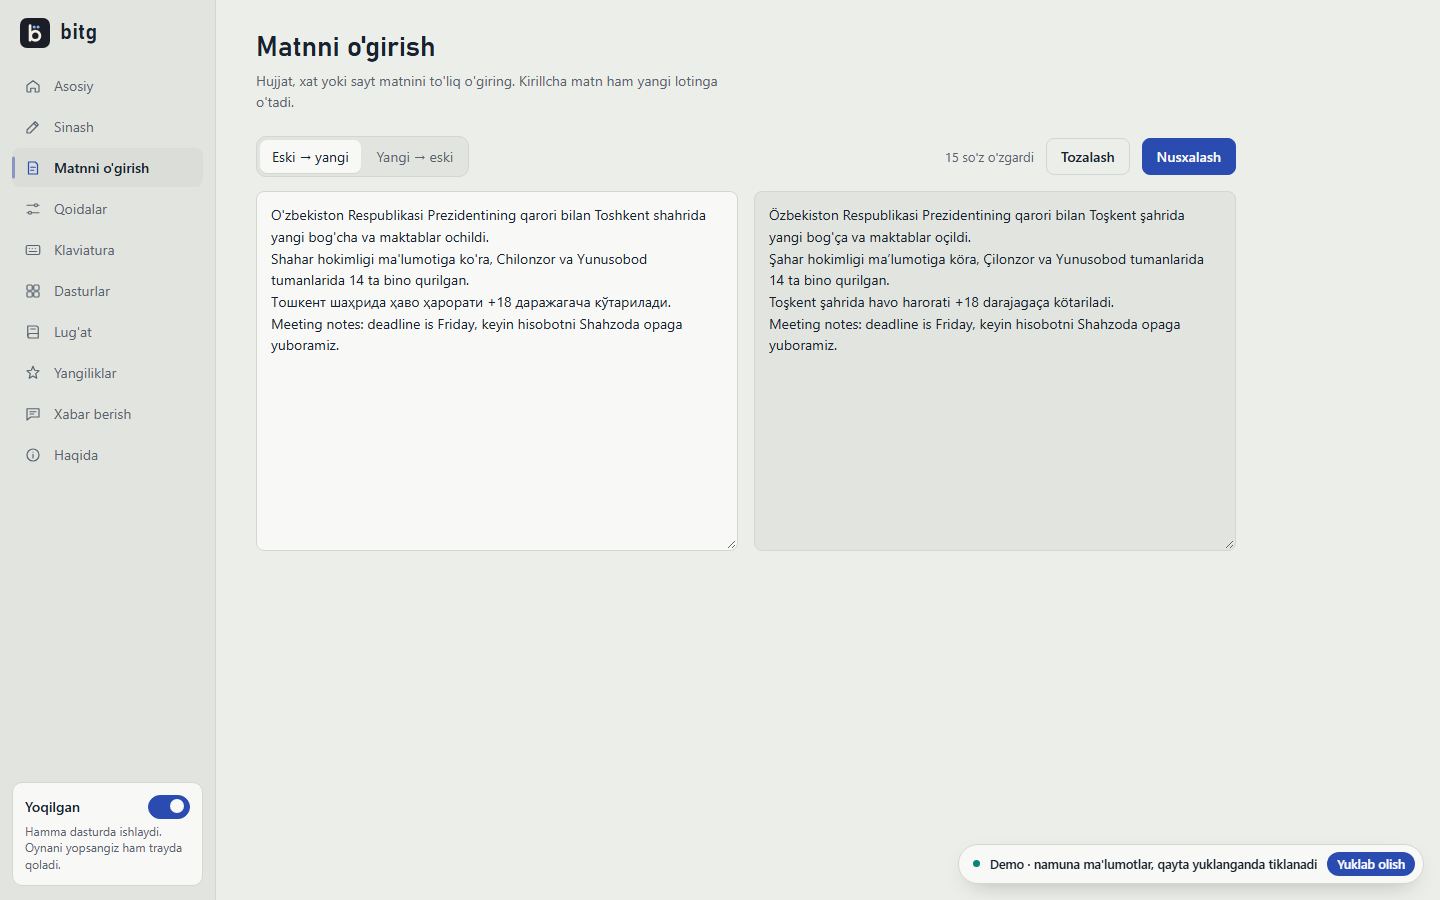 bitg
Asosiy
Sinash
Matnni o'girish
Qoidalar
Klaviatura
Dasturlar
Lug'at
Yangiliklar
Xabar berish
Haqida
Yoqilgan
Hamma dasturda ishlaydi.
Oynani yopsangiz ham trayda
qoladi.
Matnni o'girish
Hujjat, xat yoki sayt matnini to'liq o'giring. Kirillcha matn ham yangi lotinga
o'tadi.
Eski → yangi
Yangi → eski
15 so'z o'zgardi
Tozalash
Nusxalash
O'zbekiston Respublikasi Prezidentining qarori bilan Toshkent shahrida
yangi bog'cha va maktablar ochildi.
Shahar hokimligi ma'lumotiga ko'ra, Chilonzor va Yunusobod
tumanlarida 14 ta bino qurilgan.
Тошкент шаҳрида ҳаво ҳарорати +18 даражагача кўтарилади.
Meeting notes: deadline is Friday, keyin hisobotni Shahzoda opaga
yuboramiz.
Özbekiston Respublikasi Prezidentining qarori bilan Toşkent şahrida
yangi bog'ça va maktablar oçildi.
Şahar hokimligi maʼlumotiga köra, Çilonzor va Yunusobod tumanlarida
14 ta bino qurilgan.
Toşkent şahrida havo harorati +18 darajagaça kötariladi.
Meeting notes: deadline is Friday, keyin hisobotni Shahzoda opaga
yuboramiz.
Demo · namuna ma'lumotlar, qayta yuklanganda tiklanadi
Yuklab olish